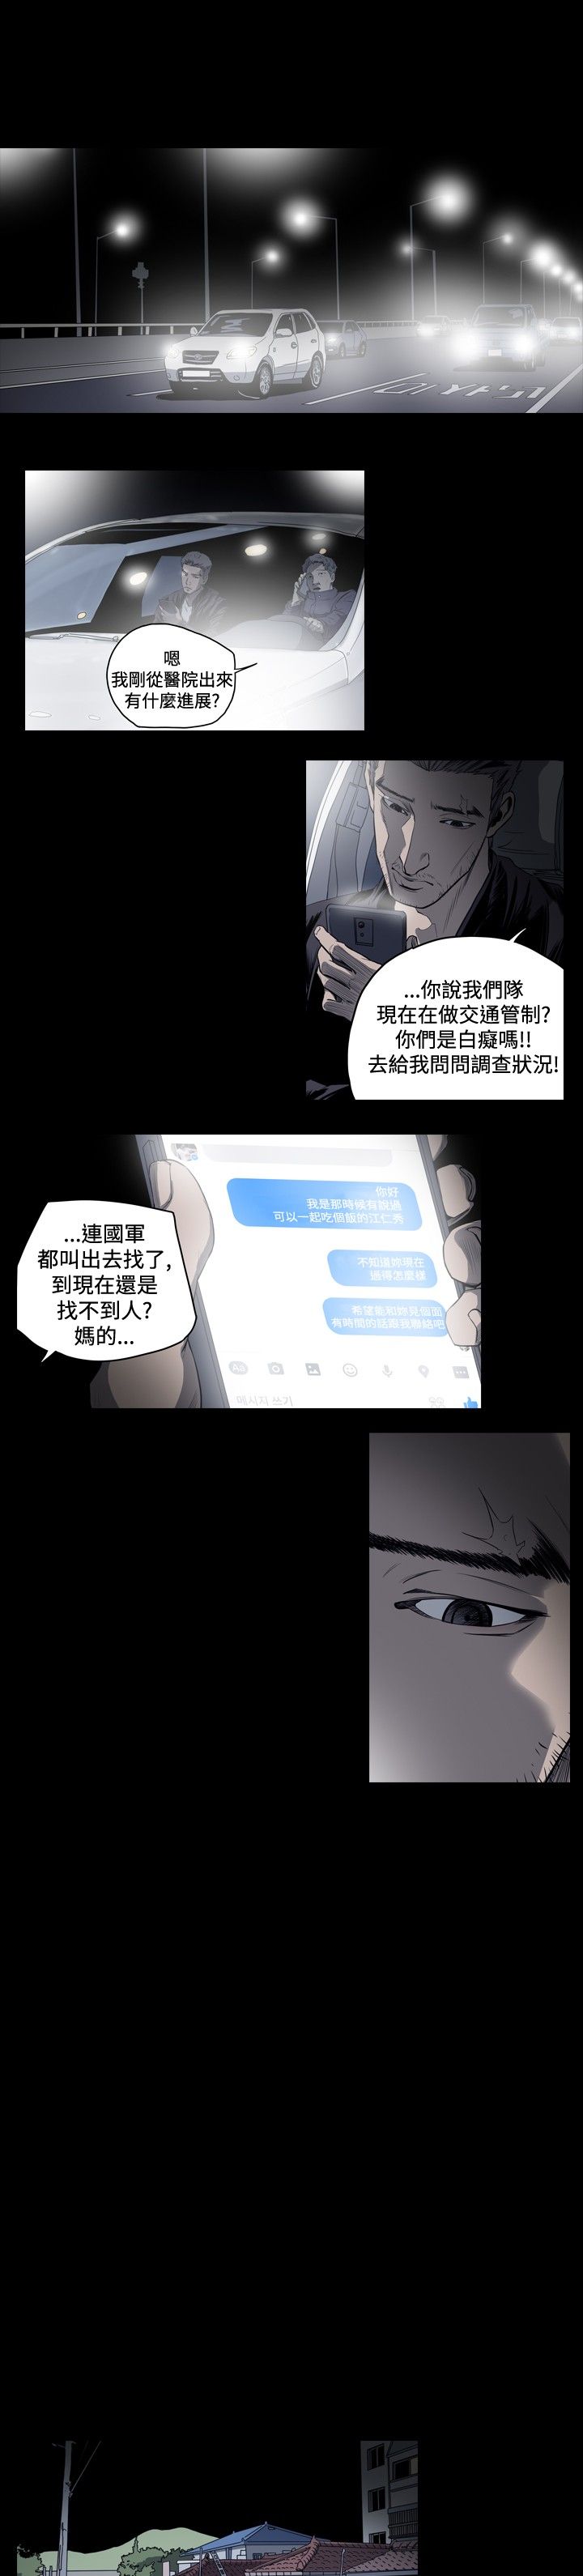 嗯
我剛從醫院出來
有什麼進展?
...你說我們隊
現在在做交通管制?
你們是白癡嗎!!
去給我問問調查狀況!
...連國軍
都叫出去找了,
到現在還是
找不到人?
媽的...
你好
我是那時候有說過
可以一起吃個飯的江仁秀
不知道妳現在
過得怎麼樣
希望能和妳見個面
有時間的話跟我聯絡吧
메시지 쓰기